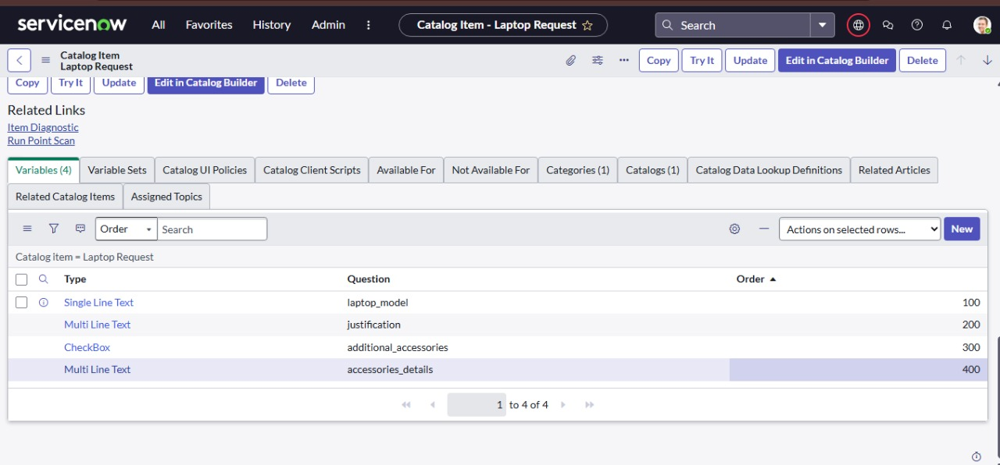 servicenow All Favorites History Admin Catalog Item - Laptop Request Search
Catalog Item
Laptop Request
Copy Try It Update Edit in Catalog Builder Delete
Copy Try It Update Edit in Catalog Builder Delete
Related Links
Item Diagnostic
Run Point Scan
Variables (4) Variable Sets Catalog UI Policies Catalog Client Scripts Available For Not Available For Categories (1) Catalogs (1) Catalog Data Lookup Definitions Related Articles
Related Catalog Items Assigned Topics
Order Search Actions on selected rows... New
Catalog item = Laptop Request
Type Question Order
Single Line Text laptop_model 100
Multi Line Text justification 200
CheckBox additional_accessories 300
Multi Line Text accessories_details 400
1 to 4 of 4